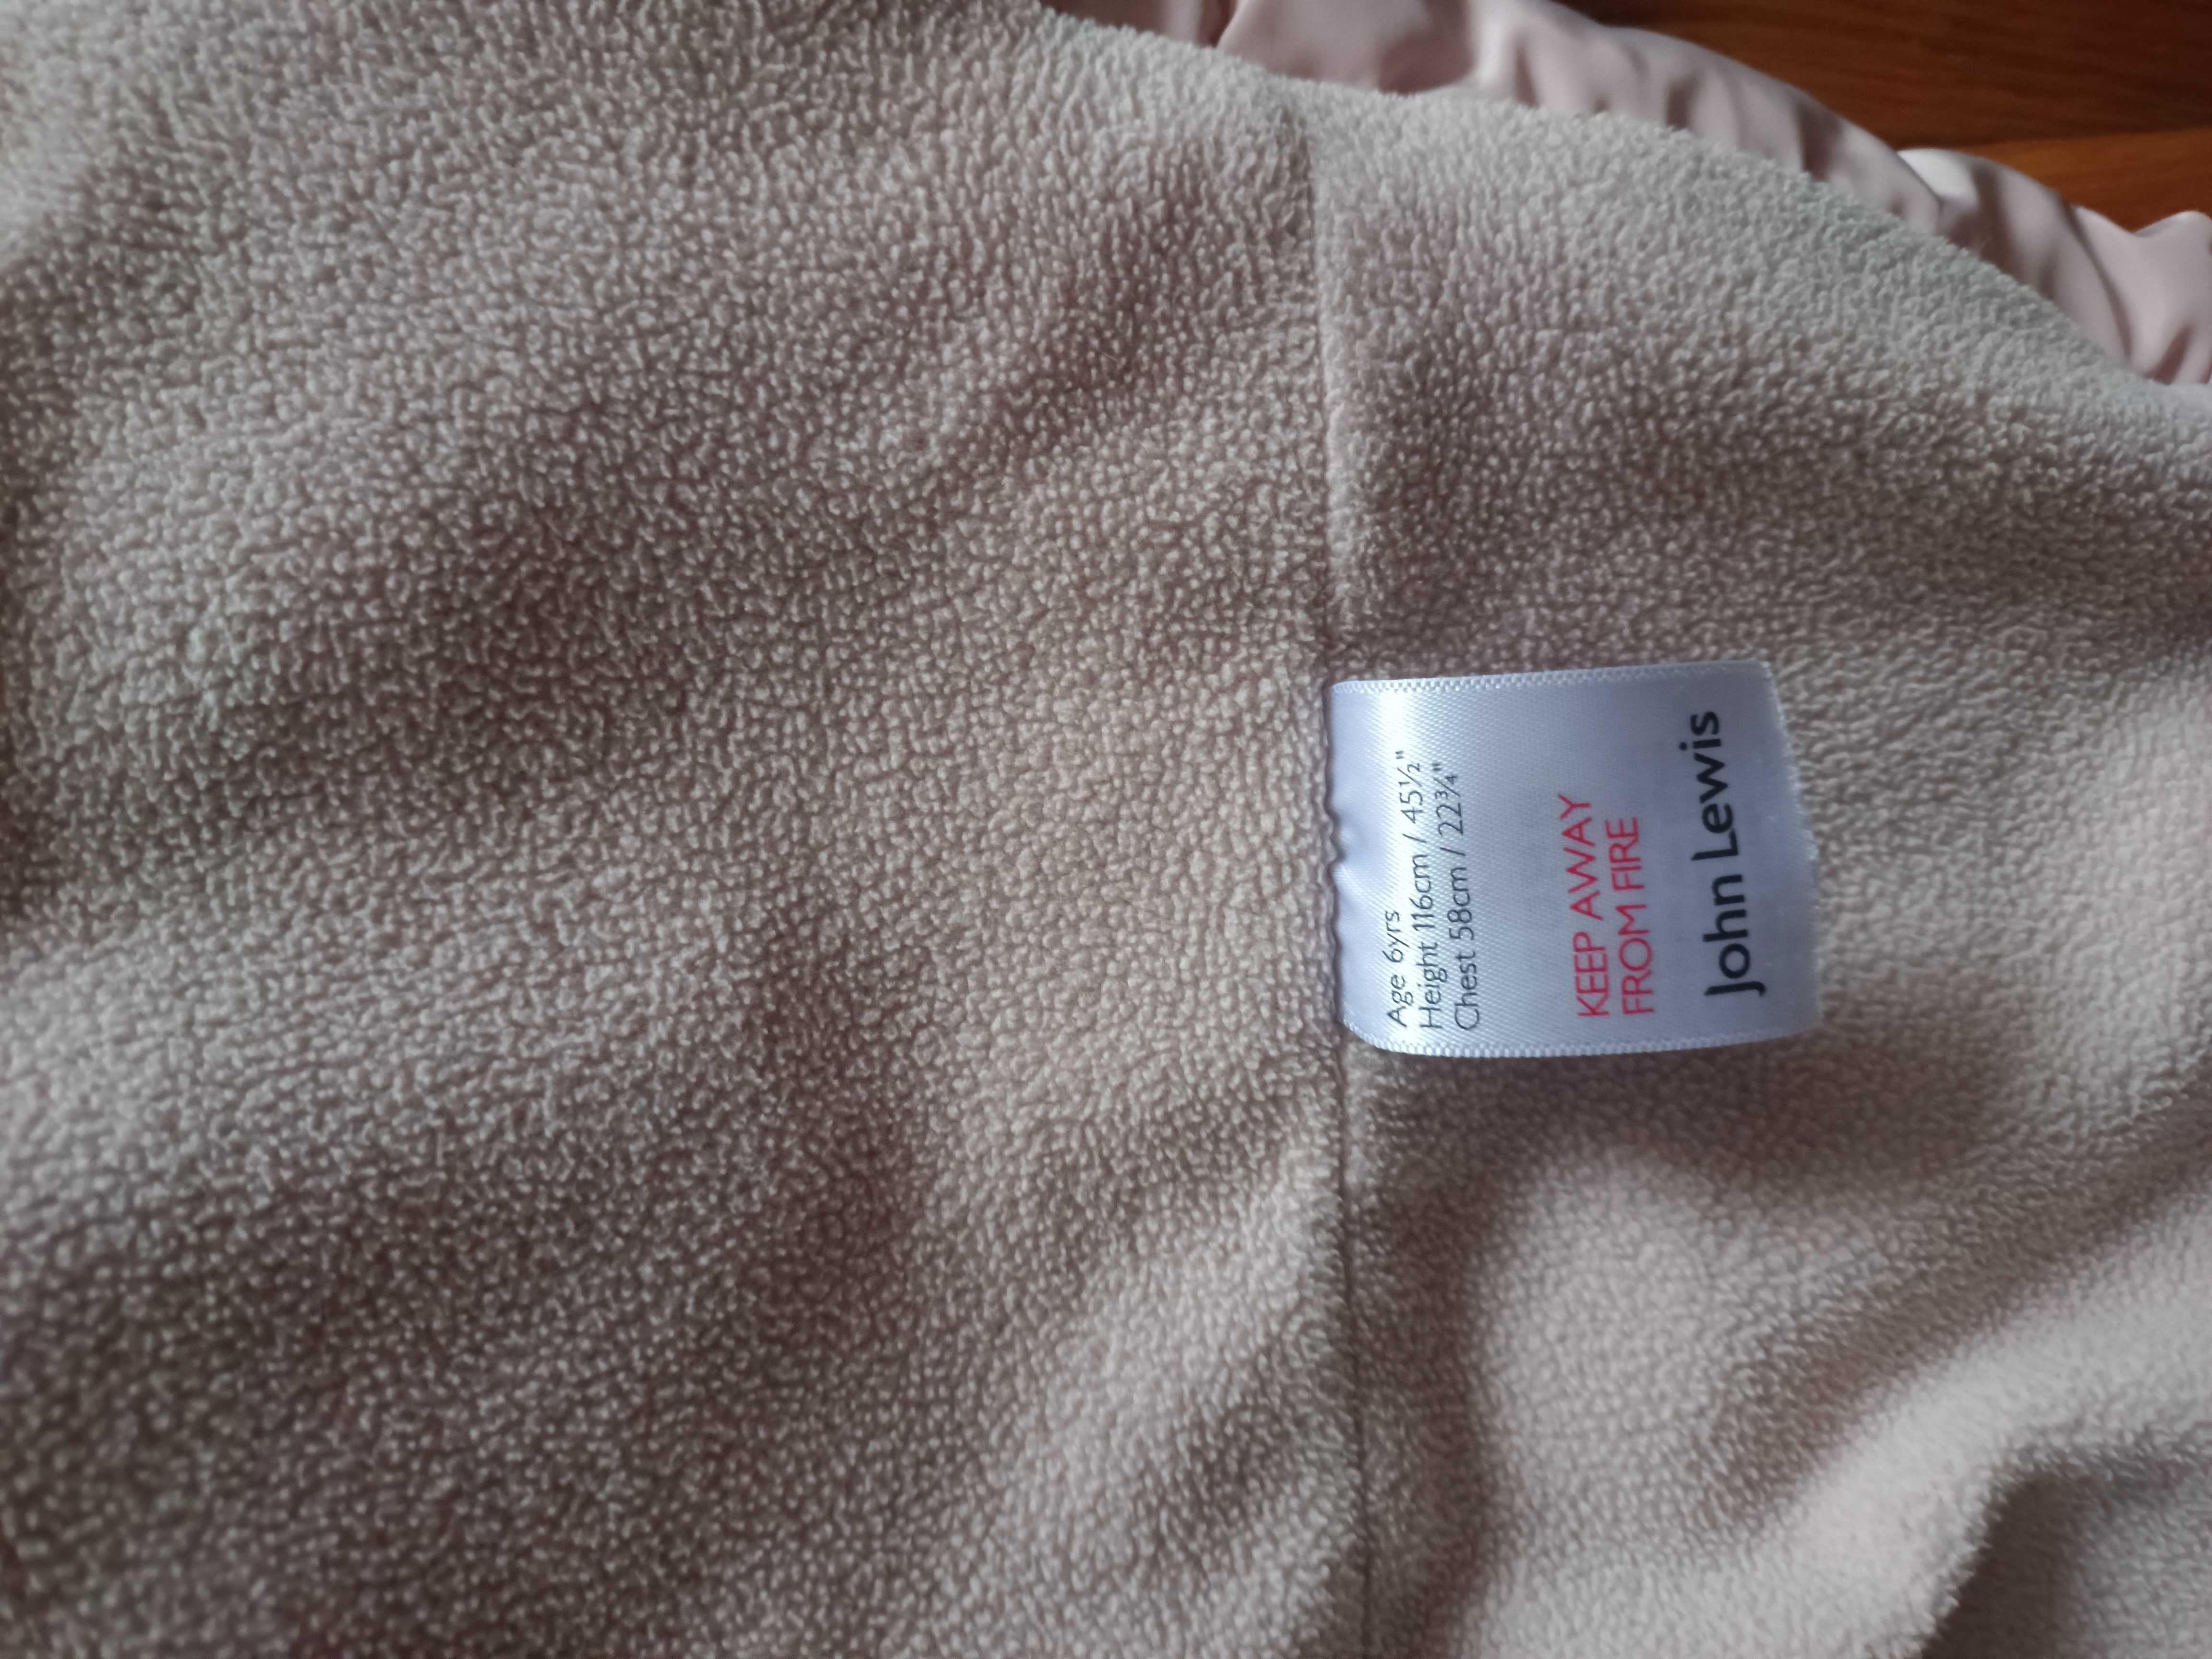 Age 6yrs
Height 116cm / 45½"
Chest 58cm / 22¾"
KEEP AWAY
FROM FIRE
John Lewis